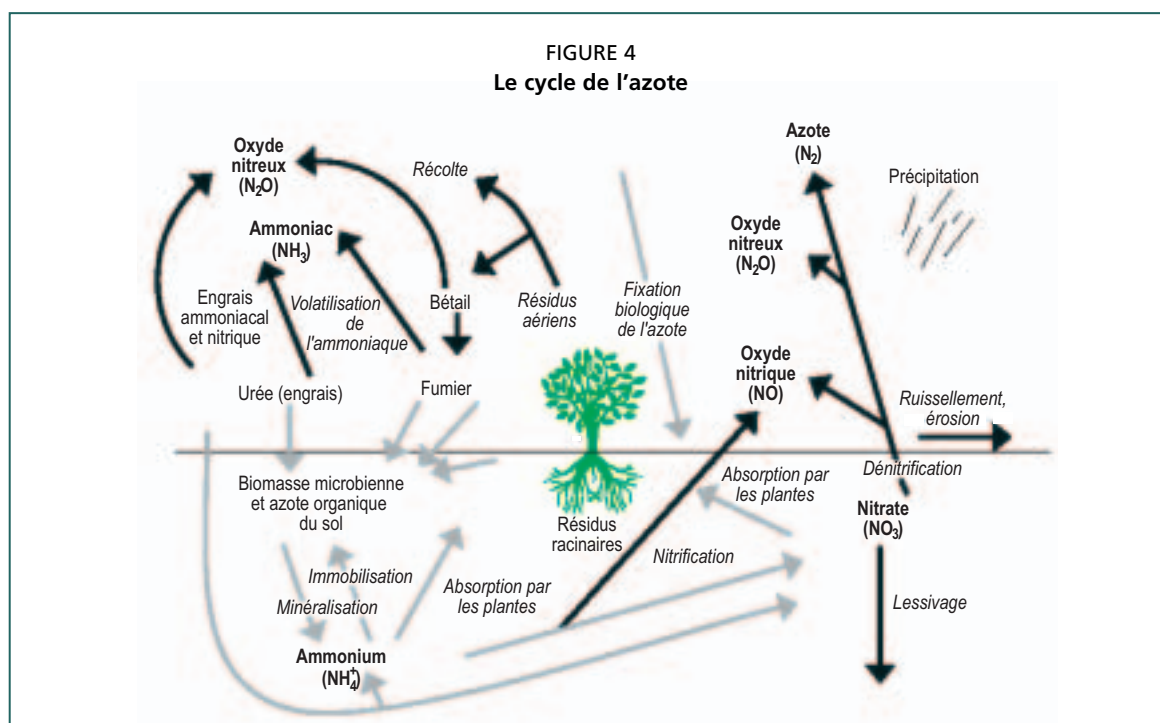 FIGURE 4
Le cycle de l'azote
Oxyde
nitreux
(N₂O)
Récolte
Azote
(N₂)
Précipitation
Ammoniac
(NH₃)
Oxyde
nitreux
(N₂O)
Engrais
ammoniacal
et nitrique
Volatilisation
de
l'ammoniaque
Bétail
Résidus
aériens
Fixation
biologique
de l'azote
Oxyde
nitrique
(NO)
Urée (engrais)
Fumier
Ruissellement,
érosion
Biomasse microbienne
et azote organique
du sol
Résidus
racinaires
Absorption par
les plantes
Dénitrification
Nitrate
(NO₃)
Immobilisation
Minéralisation
Absorption par
les plantes
Nitrification
Lessivage
Ammonium
(NH₄⁺)